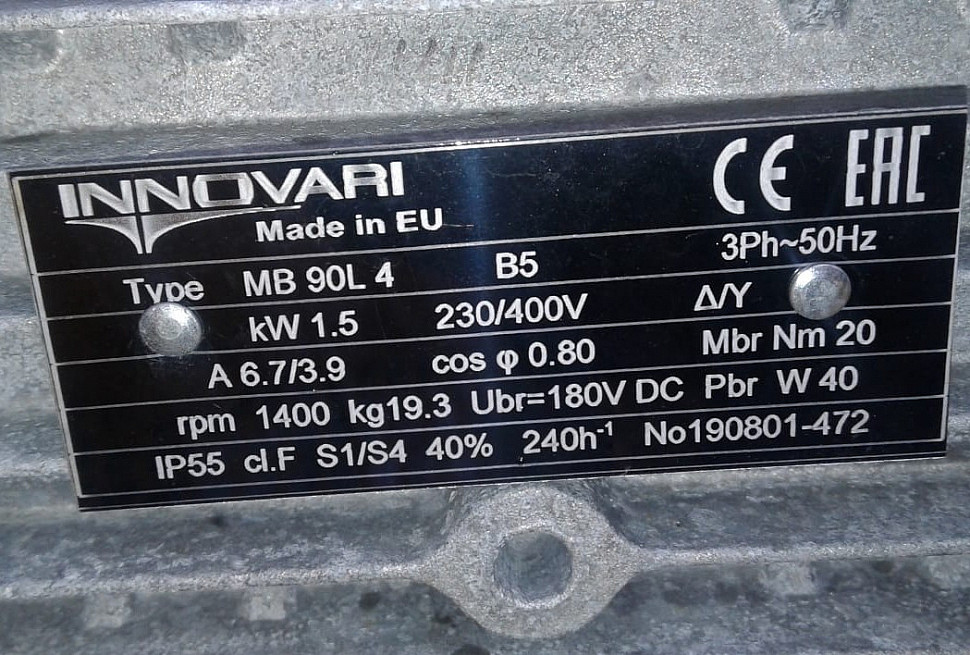 INNOVARI
Made in EU
CE EAC
Type MB 90L 4 B5 3Ph~50Hz
kW 1.5 230/400V Δ/Y
A 6.7/3.9 cos φ 0.80 Mbr Nm 20
rpm 1400 kg19.3 Ubr=180V DC Pbr W 40
IP55 cl.F S1/S4 40% 240h⁻¹ No190801-472